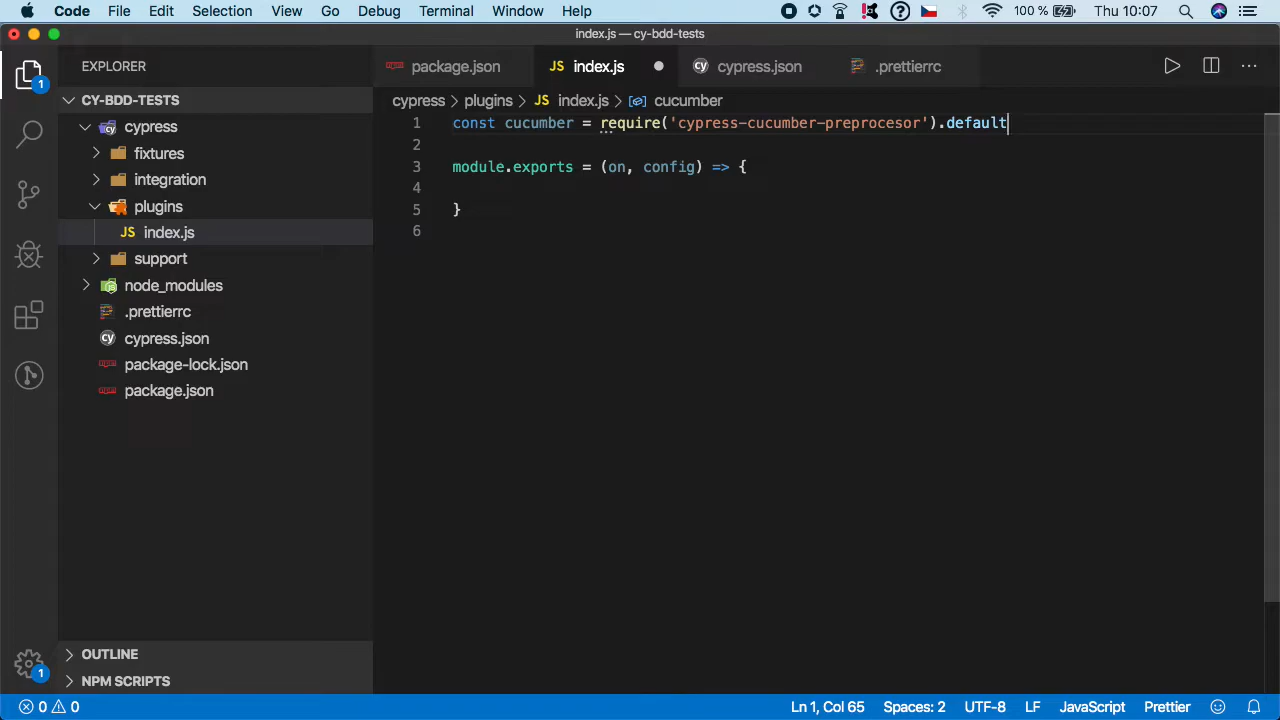 Code File Edit Selection View Go Debug Terminal Window Help 100 % Thu 10:07
index.js — cy-bdd-tests
EXPLORER
package.json index.js cypress.json .prettierrc
CY-BDD-TESTS
cypress > plugins > JS index.js > cucumber
cypress
fixtures
integration
plugins
JS index.js
support
node_modules
.prettierrc
cypress.json
package-lock.json
package.json
OUTLINE
NPM SCRIPTS
1 const cucumber = require('cypress-cucumber-preprocesor').default
2
3 module.exports = (on, config) => {
4
5 }
6
1
1
0 0 Ln 1, Col 65 Spaces: 2 UTF-8 LF JavaScript Prettier